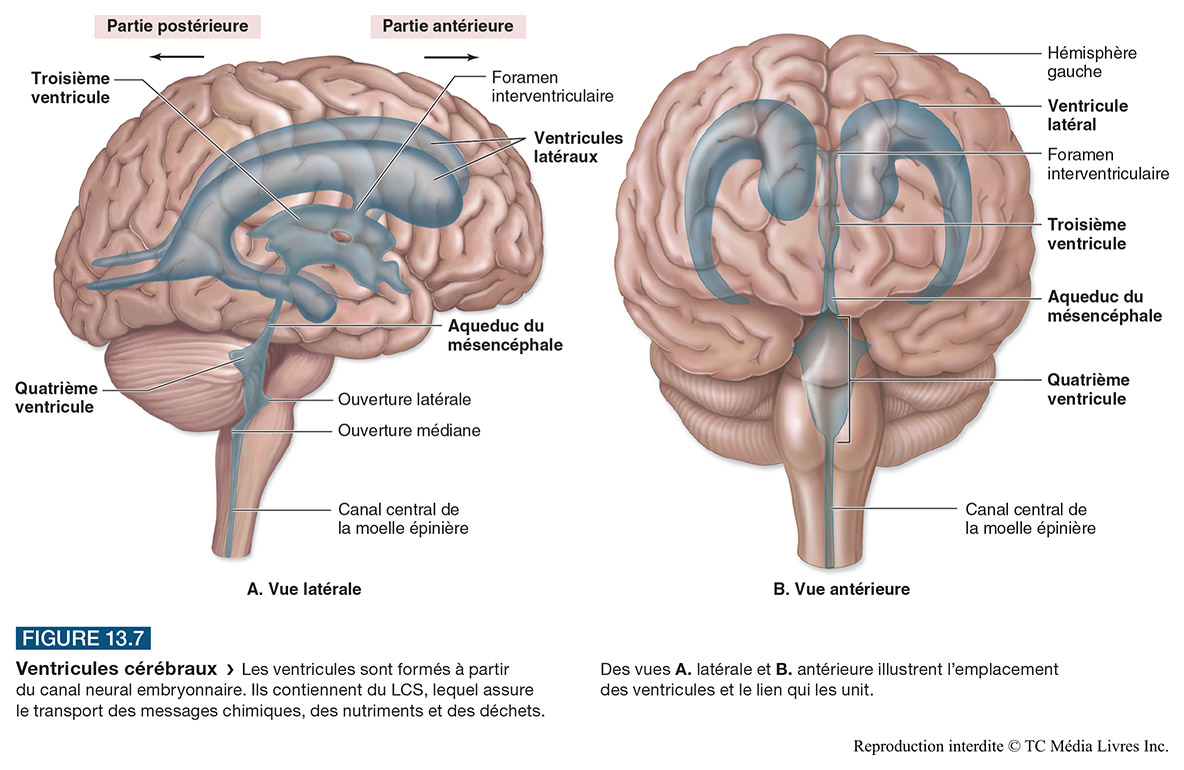 Partie postérieure
Partie antérieure
Troisième
ventricule
Foramen
interventriculaire
Ventricules
latéraux
Aqueduc du
mésencéphale
Quatrième
ventricule
Ouverture latérale
Ouverture médiane
Canal central de
la moelle épinière
A. Vue latérale
Hémisphère
gauche
Ventricule
latéral
Foramen
interventriculaire
Troisième
ventricule
Aqueduc du
mésencéphale
Quatrième
ventricule
Canal central de
la moelle épinière
B. Vue antérieure
FIGURE 13.7
Ventricules cérébraux › Les ventricules sont formés à partir
du canal neural embryonnaire. Ils contiennent du LCS, lequel assure
le transport des messages chimiques, des nutriments et des déchets.
Des vues A. latérale et B. antérieure illustrent l'emplacement
des ventricules et le lien qui les unit.
Reproduction interdite © TC Média Livres Inc.